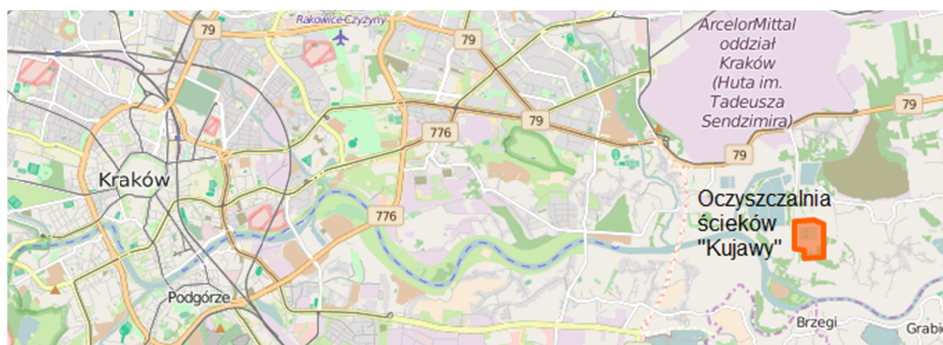 Rakowice-Czyżyny
79
79
ArcelorMittal
oddział
Kraków
(Huta im.
Tadeusza
Sendzimira)
79
79
776
79
Kraków
Oczyszczalnia
ścieków
"Kujawy"
776
Podgórze
Brzegi
Grabie